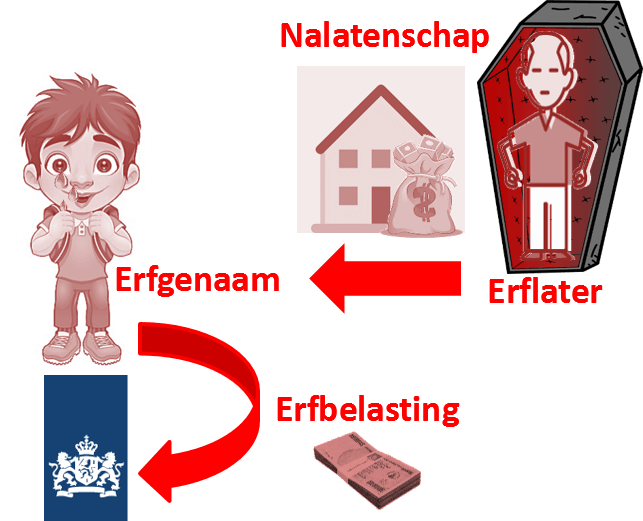 Nalatenschap
Erfgenaam
Erflater
Erfbelasting